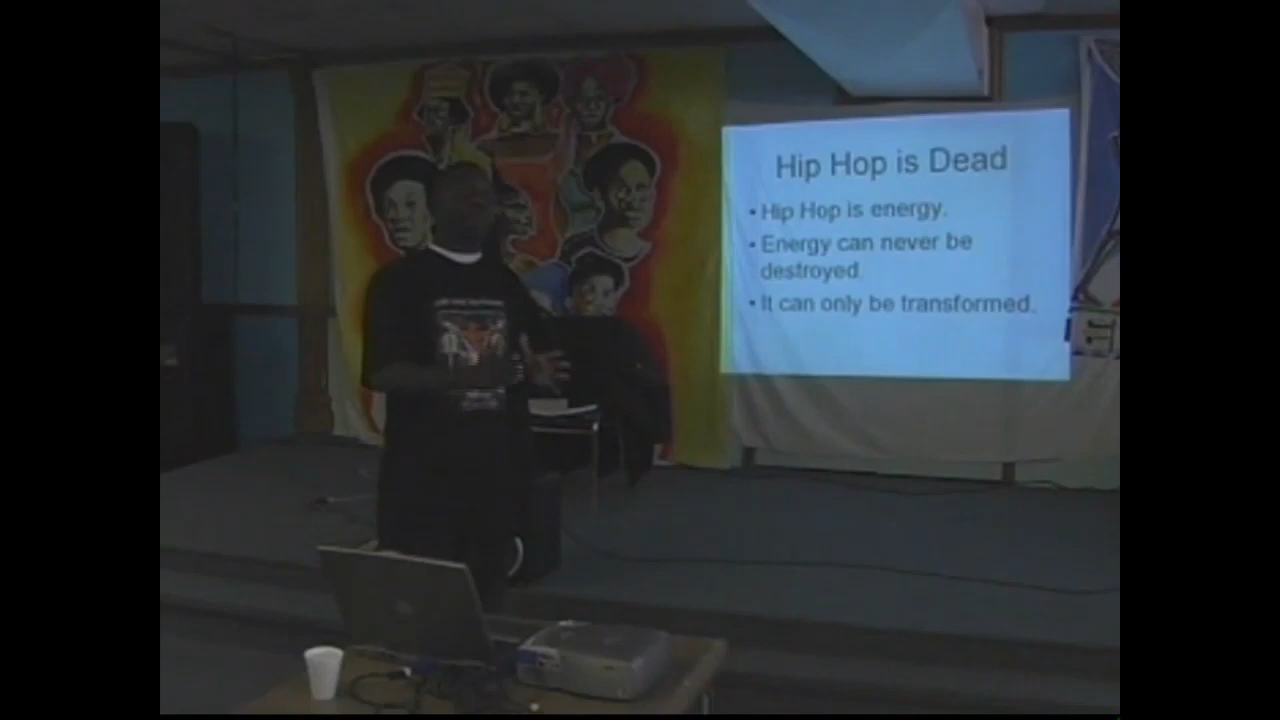 Hip Hop is Dead
• Hip Hop is energy.
• Energy can never be
destroyed.
• It can only be transformed.